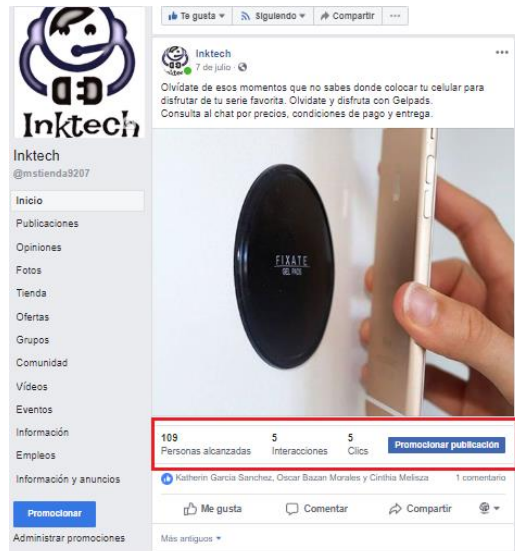 Te gusta
Siguiendo
Compartir
Inktech
7 de julio
Olvídate de esos momentos que no sabes donde colocar tu celular para
disfrutar de tu serie favorita. Olvidate y disfruta con Gelpads.
Consulta al chat por precios, condiciones de pago y entrega.
Inktech
Inktech
@mstienda9207
Inicio
Publicaciones
Opiniones
Fotos
Tienda
Ofertas
Grupos
Comunidad
Vídeos
Eventos
Información
Empleos
Información y anuncios
Promocionar
Administrar promociones
FIXATE
GEL PADS
109 5 5
Personas alcanzadas Interacciones Clics Promocionar publicación
Katherin Garcia Sanchez, Oscar Bazan Morales y Cinthia Melisza 1 comentario
Me gusta Comentar Compartir
Más antiguos